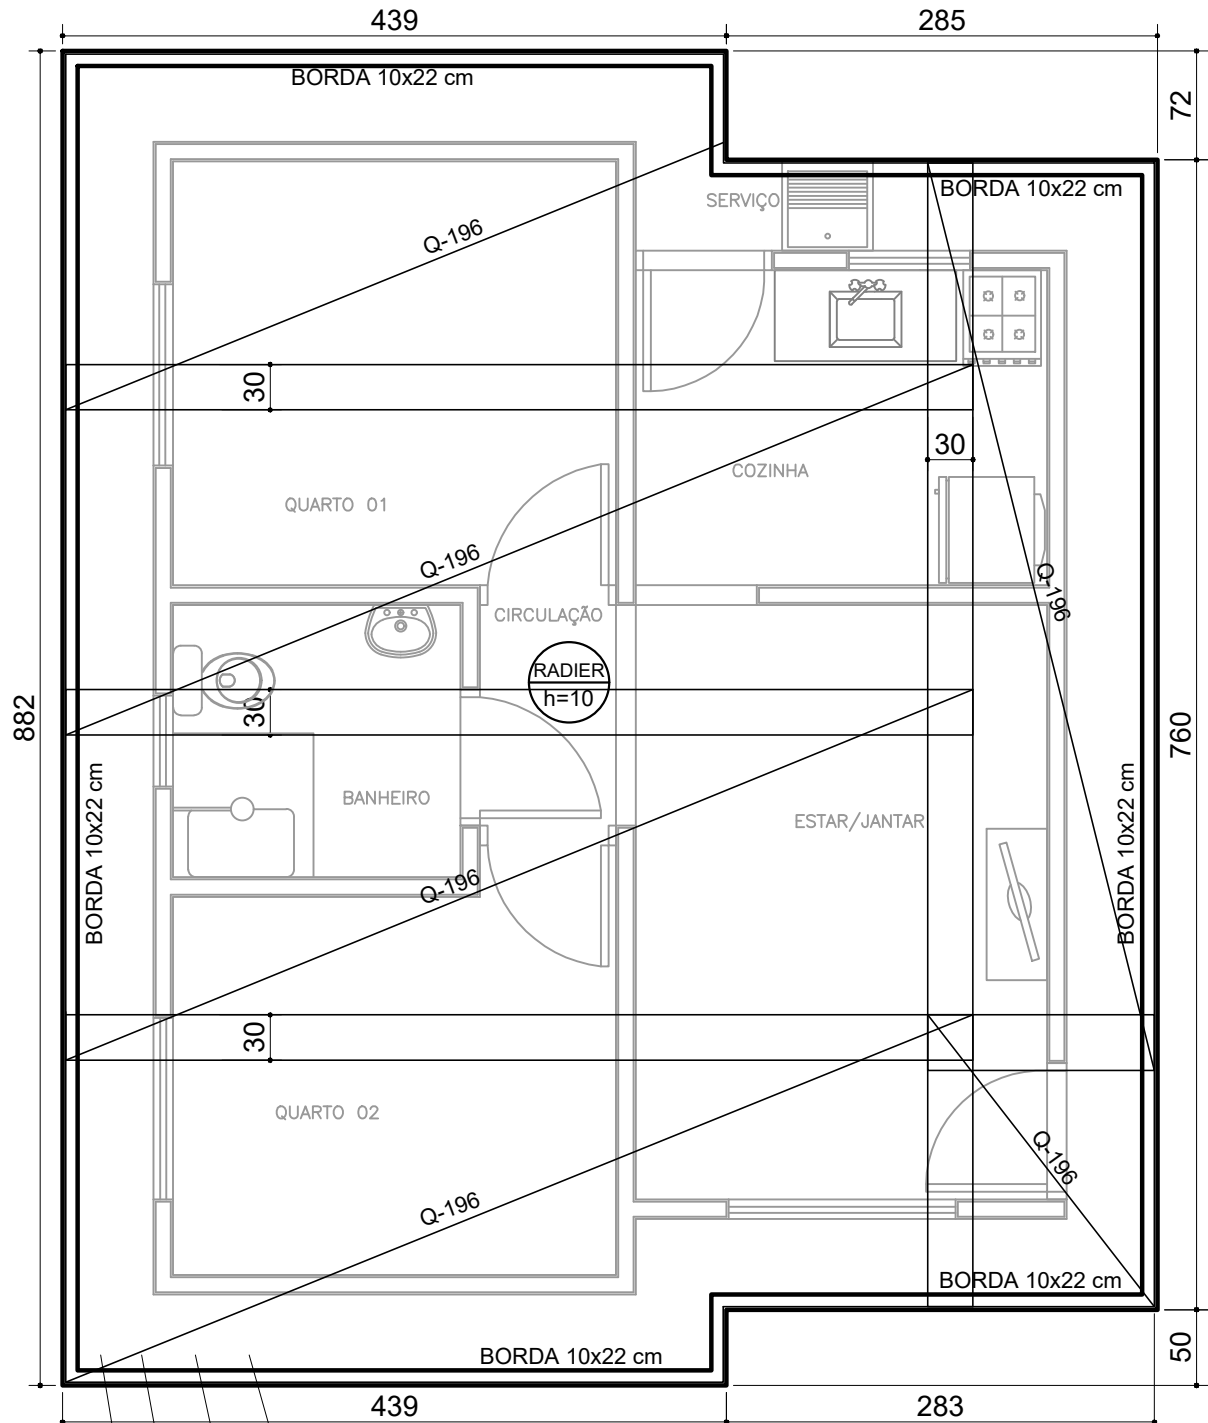 439
285
BORDA 10x22 cm
72
BORDA 10x22 cm
SERVIÇO
Q-196
30
30
COZINHA
QUARTO 01
Q-196
Q-196
CIRCULAÇÃO
RADIER
h=10
30
882
760
BANHEIRO
ESTAR/JANTAR
BORDA 10x22 cm
BORDA 10x22 cm
Q-196
30
QUARTO 02
Q-196
Q-196
BORDA 10x22 cm
BORDA 10x22 cm
50
439
283